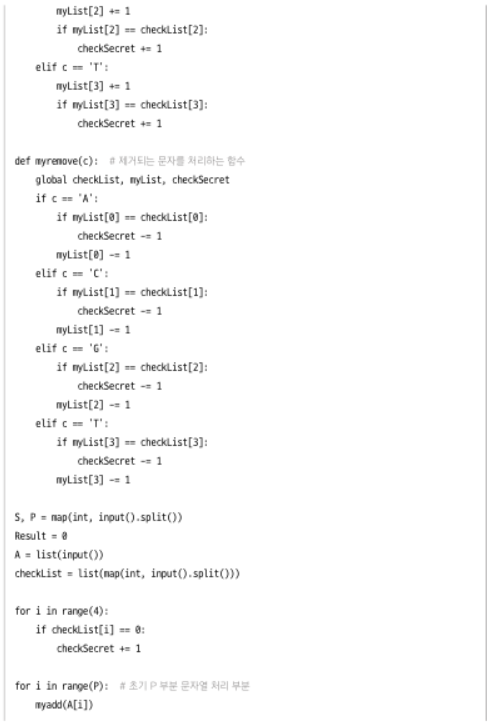 myList[2] += 1
        if myList[2] == checkList[2]:
            checkSecret += 1
    elif c == 'T':
        myList[3] += 1
        if myList[3] == checkList[3]:
            checkSecret += 1

def myremove(c):  # 제거되는 문자를 처리하는 함수
    global checkList, myList, checkSecret
    if c == 'A':
        if myList[0] == checkList[0]:
            checkSecret -= 1
        myList[0] -= 1
    elif c == 'C':
        if myList[1] == checkList[1]:
            checkSecret -= 1
        myList[1] -= 1
    elif c == 'G':
        if myList[2] == checkList[2]:
            checkSecret -= 1
        myList[2] -= 1
    elif c == 'T':
        if myList[3] == checkList[3]:
            checkSecret -= 1
        myList[3] -= 1

S, P = map(int, input().split())
Result = 0
A = list(input())
checkList = list(map(int, input().split()))

for i in range(4):
    if checkList[i] == 0:
        checkSecret += 1

for i in range(P):  # 초기 P 부분 문자열 처리 부분
    myadd(A[i])